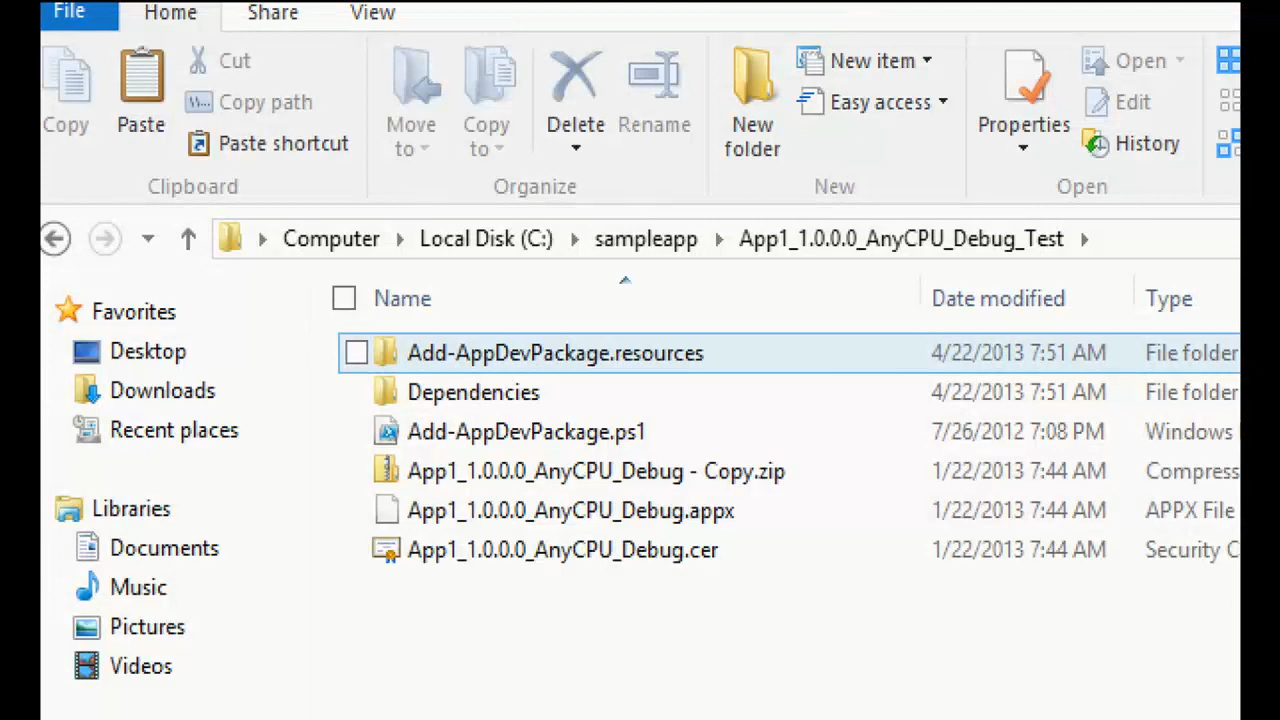 File Home Share View
Copy
Paste
Cut
Copy path
Paste shortcut
Clipboard
Move to
Copy to
Delete
Rename
Organize
New folder
New item
Easy access
New
Properties
Open
Edit
History
Open
Computer Local Disk (C:) sampleapp App1_1.0.0.0_AnyCPU_Debug_Test
Favorites
Desktop
Downloads
Recent places
Libraries
Documents
Music
Pictures
Videos
Name Date modified Type
Add-AppDevPackage.resources 4/22/2013 7:51 AM File folder
Dependencies 4/22/2013 7:51 AM File folder
Add-AppDevPackage.ps1 7/26/2012 7:08 PM Windows
App1_1.0.0.0_AnyCPU_Debug - Copy.zip 1/22/2013 7:44 AM Compress
App1_1.0.0.0_AnyCPU_Debug.appx 1/22/2013 7:44 AM APPX File
App1_1.0.0.0_AnyCPU_Debug.cer 1/22/2013 7:44 AM Security C